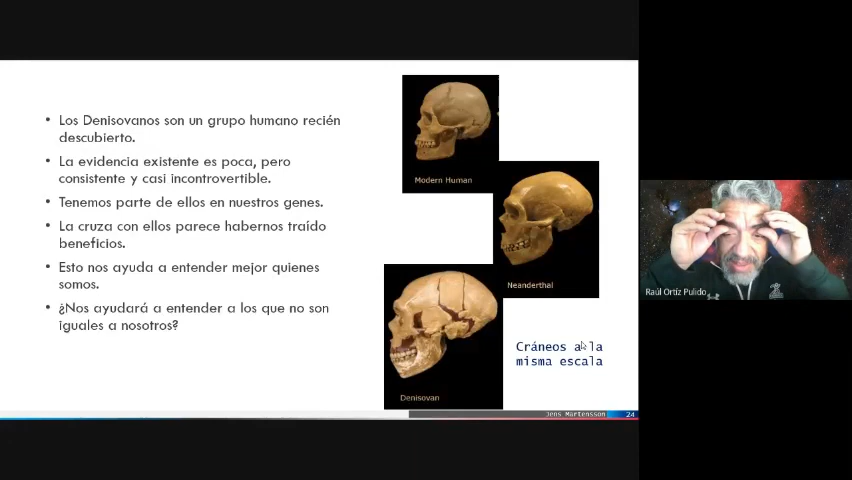 • Los Denisovanos son un grupo humano recién
descubierto.
• La evidencia existente es poca, pero
consistente y casi incontrovertible.
• Tenemos parte de ellos en nuestros genes.
• La cruza con ellos parece habernos traído
beneficios.
• Esto nos ayuda a entender mejor quienes
somos.
• ¿Nos ayudará a entender a los que no son
iguales a nosotros?
Modern Human
Neanderthal
Denisovan
Cráneos a la
misma escala
Jens Martensson
24
Raúl Ortíz Pulido